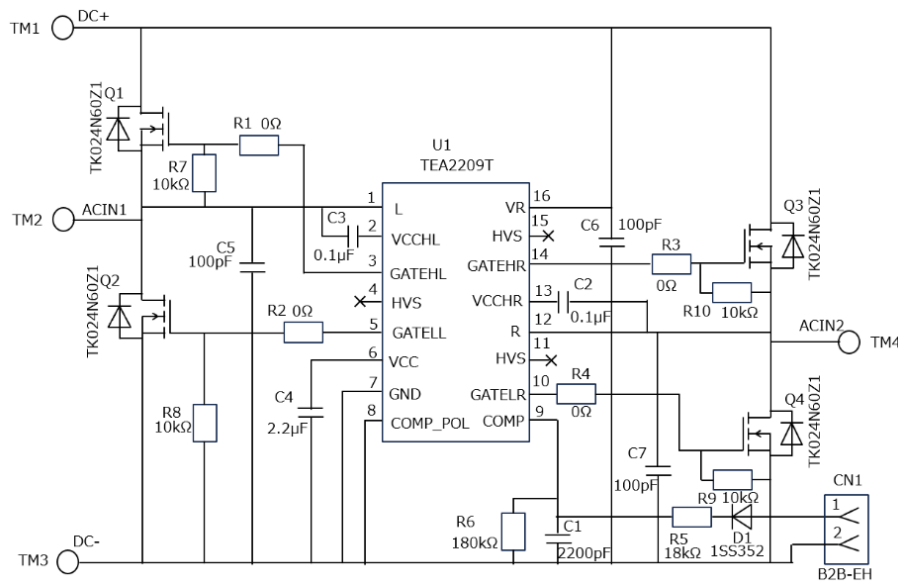 TM1
DC+
Q1
TK024N60Z1
R1 0Ω
R7
10kΩ
U1
TEA2209T
TM2
ACIN1
1
L
C3
2
VCCHL
0.1μF
3
GATEHL
4
HVS
5
GATELL
6
VCC
7
GND
8
COMP_POL
16
VR
15
HVS
14
GATEHR
13
VCCHR
12
R
11
HVS
10
GATELR
9
COMP
C6
100pF
R3
0Ω
Q3
TK024N60Z1
R10
10kΩ
C2
0.1μF
ACIN2
TM4
C5
100pF
Q2
TK024N60Z1
R2 0Ω
R8
10kΩ
C4
2.2μF
R4
0Ω
Q4
TK024N60Z1
C7
100pF
R9
10kΩ
CN1
1
2
B2B-EH
R6
180kΩ
C1
2200pF
R5
18kΩ
D1
1SS352
TM3
DC-